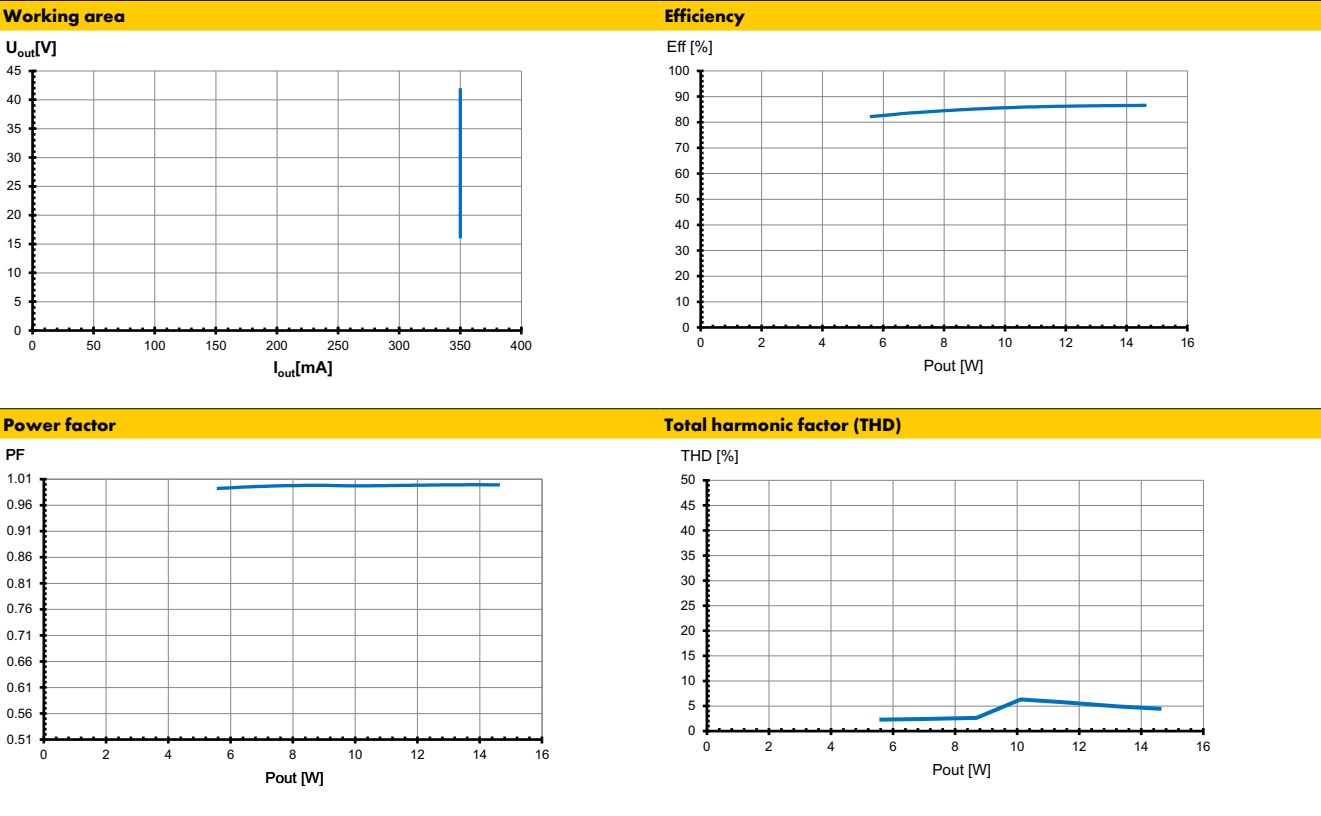 Working area
U_out[V]
45
40
35
30
25
20
15
10
5
0
0 50 100 150 200 250 300 350 400
I_out[mA]
Efficiency
Eff [%]
100
90
80
70
60
50
40
30
20
10
0
0 2 4 6 8 10 12 14 16
Pout [W]
Power factor
PF
1.01
0.96
0.91
0.86
0.81
0.76
0.71
0.66
0.61
0.56
0.51
0 2 4 6 8 10 12 14 16
Pout [W]
Total harmonic factor (THD)
THD [%]
50
45
40
35
30
25
20
15
10
5
0
0 2 4 6 8 10 12 14 16
Pout [W]